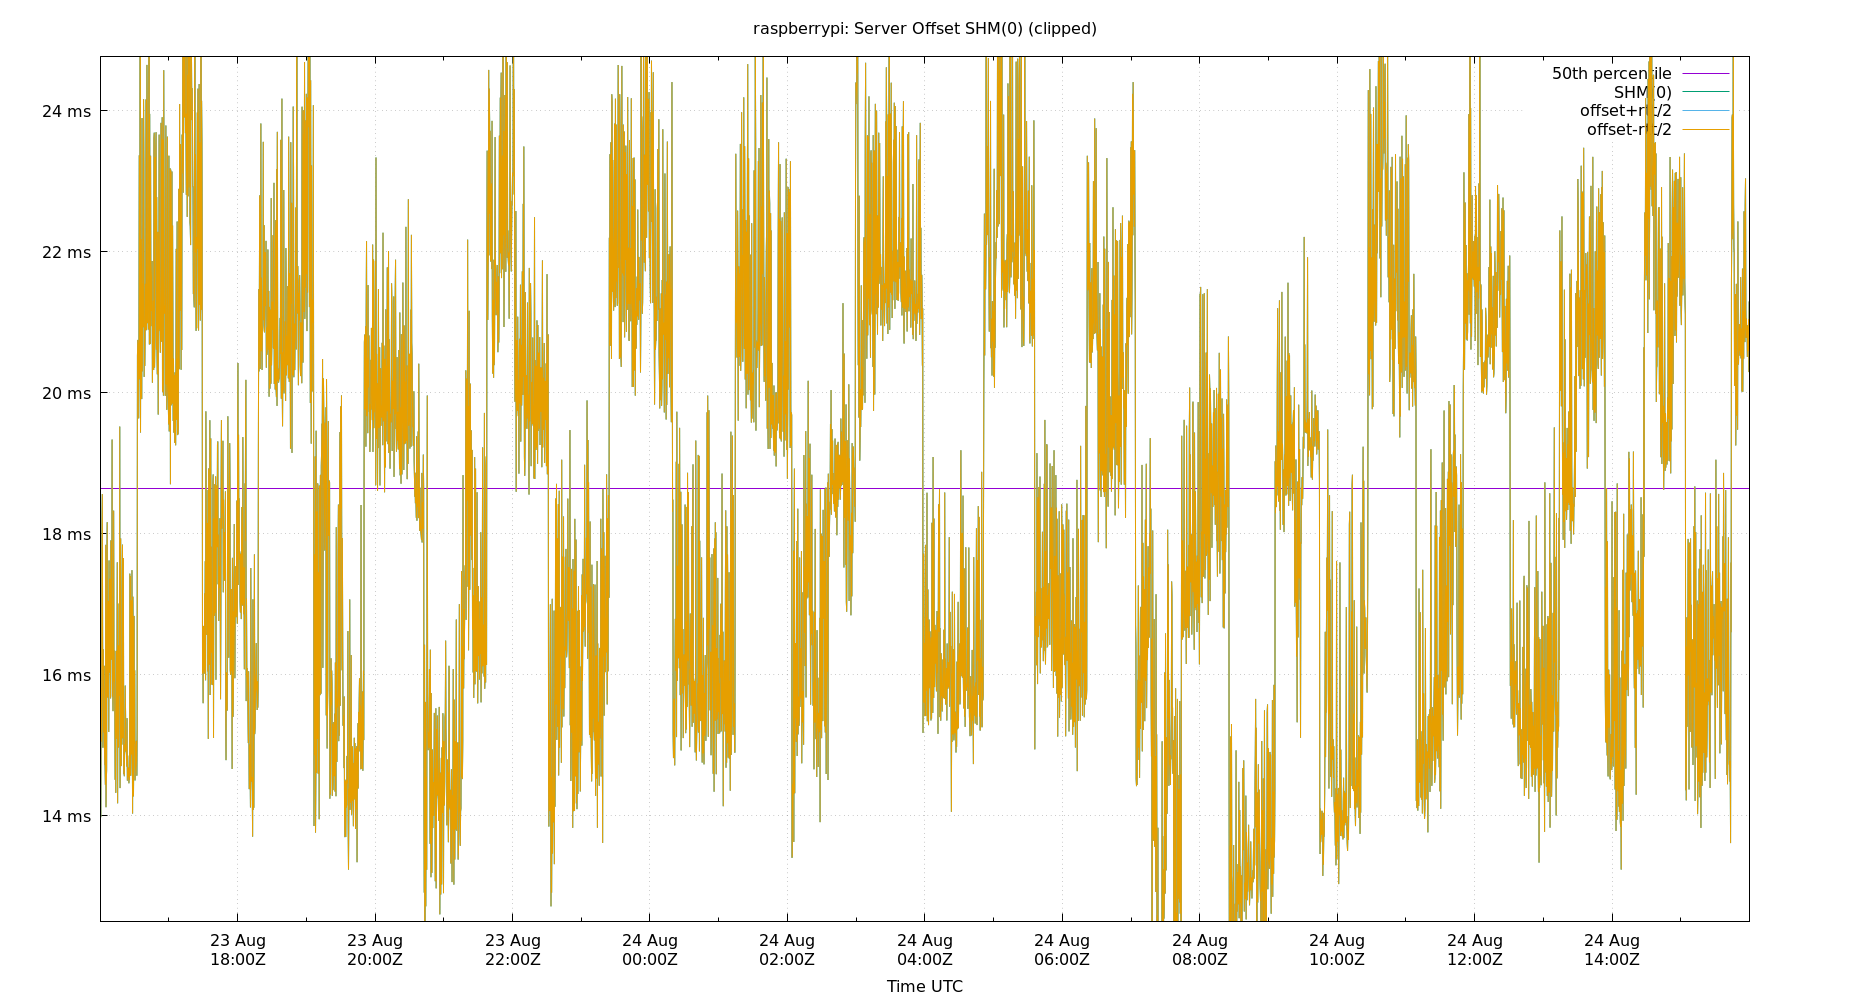 raspberrypi: Server Offset SHM(0) (clipped)
50th percentile
SHM(0)
offset+rtt/2
offset-rtt/2
24 ms
22 ms
20 ms
18 ms
16 ms
14 ms
23 Aug 23 Aug 23 Aug 24 Aug 24 Aug 24 Aug 24 Aug 24 Aug 24 Aug 24 Aug 24 Aug
18:00Z 20:00Z 22:00Z 00:00Z 02:00Z 04:00Z 06:00Z 08:00Z 10:00Z 12:00Z 14:00Z
Time UTC